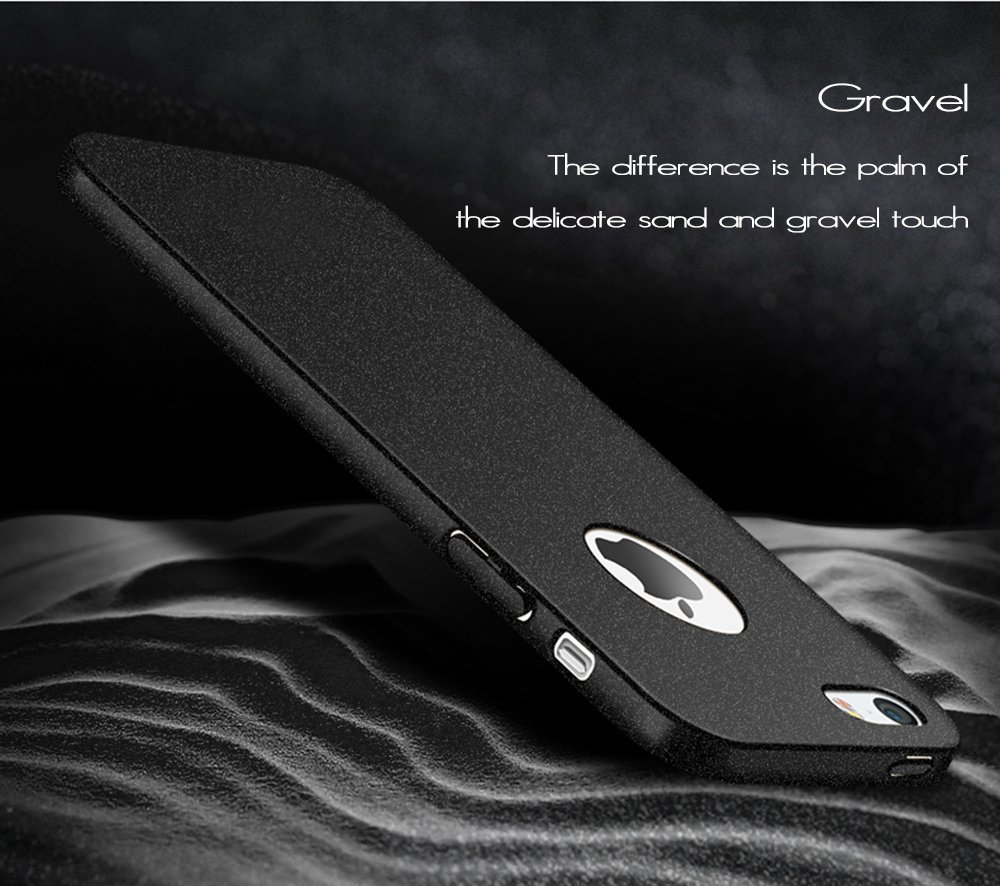 Gravel
The difference is the palm of
the delicate sand and gravel touch